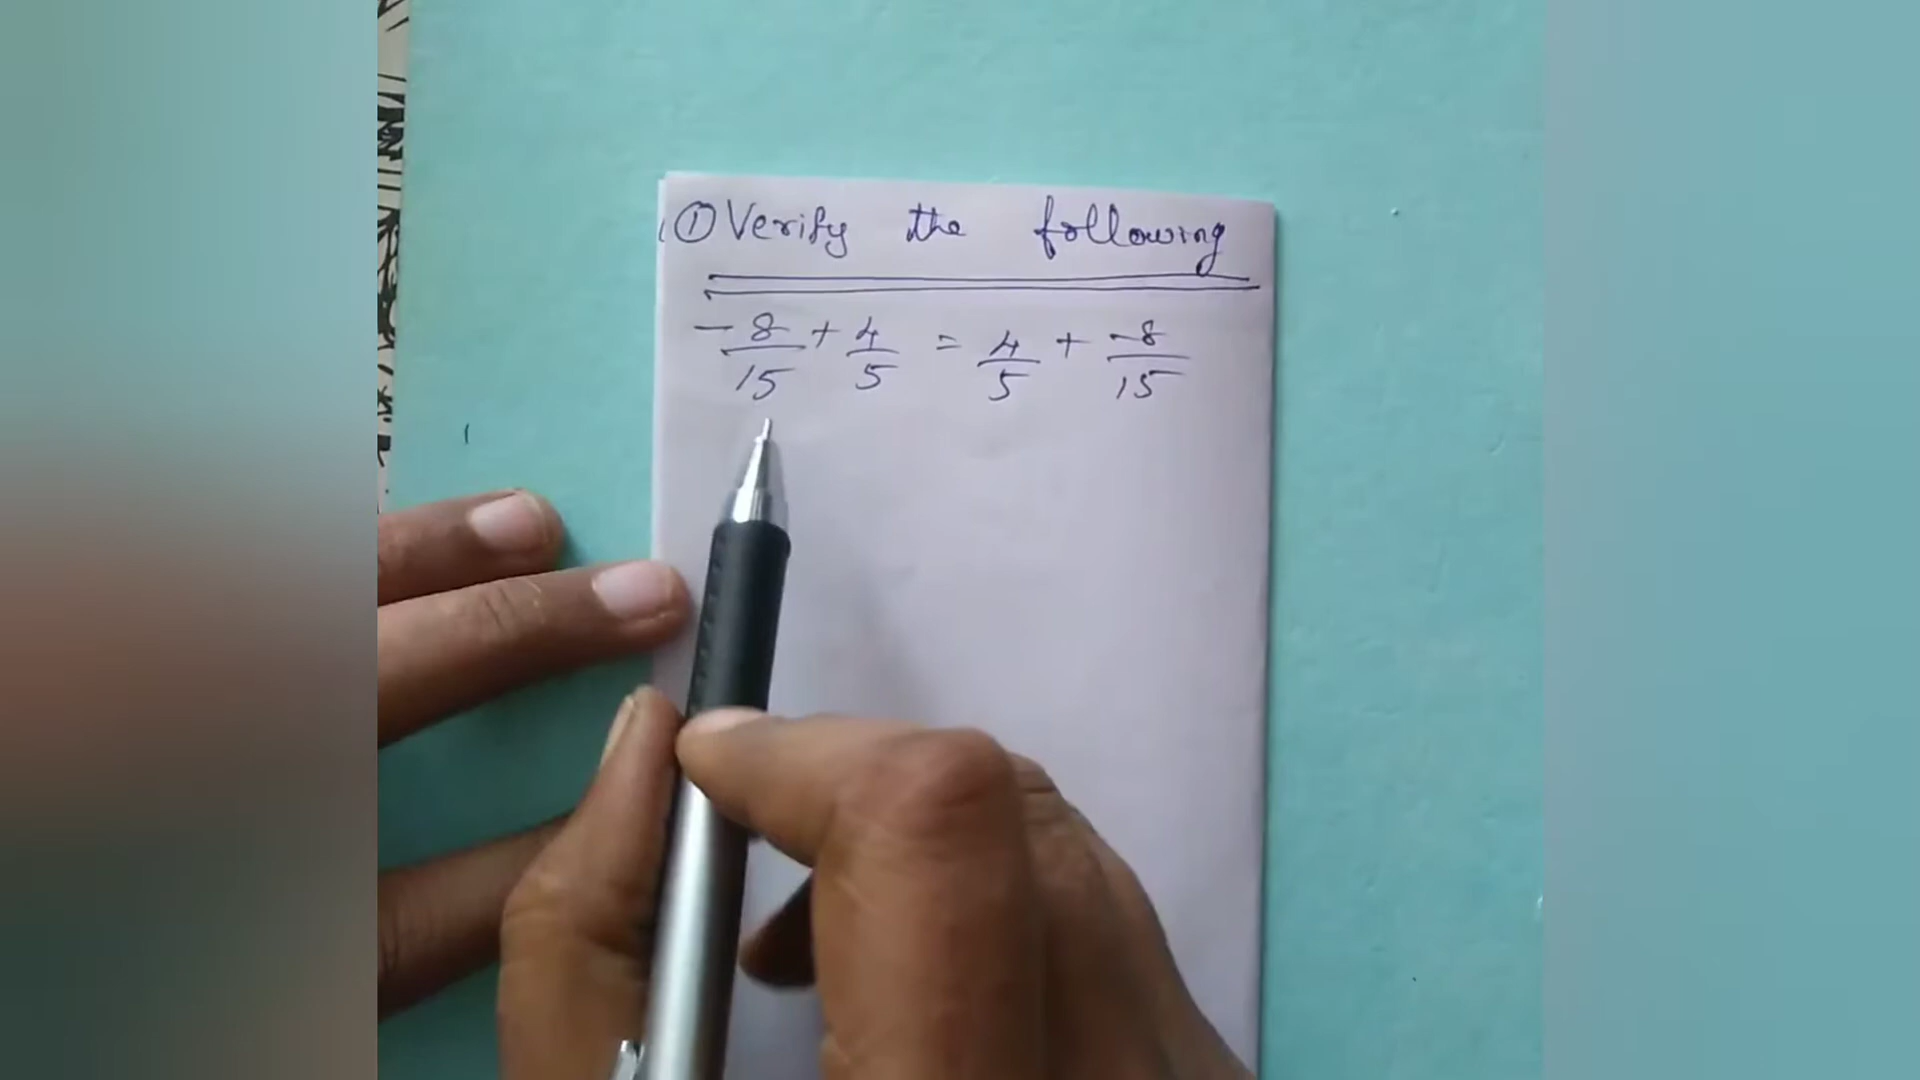 ① Verify the following
-8/15 + 4/5 = 4/5 + -8/15